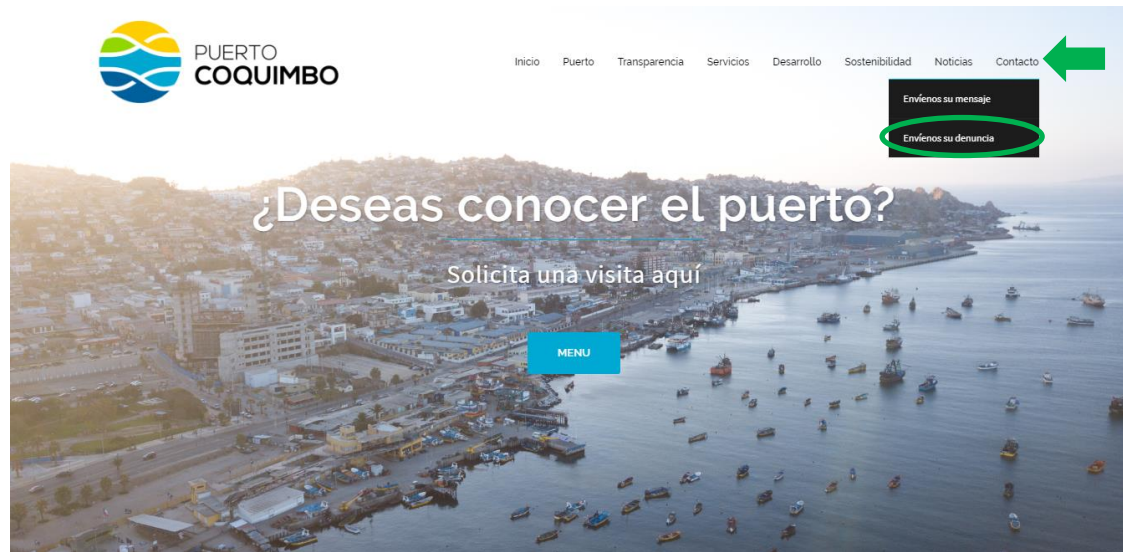 PUERTO
COQUIMBO
Inicio Puerto Transparencia Servicios Desarrollo Sostenibilidad Noticias Contacto
Envíenos su mensaje
Envíenos su denuncia
¿Deseas conocer el puerto?
Solicita una visita aquí
MENU